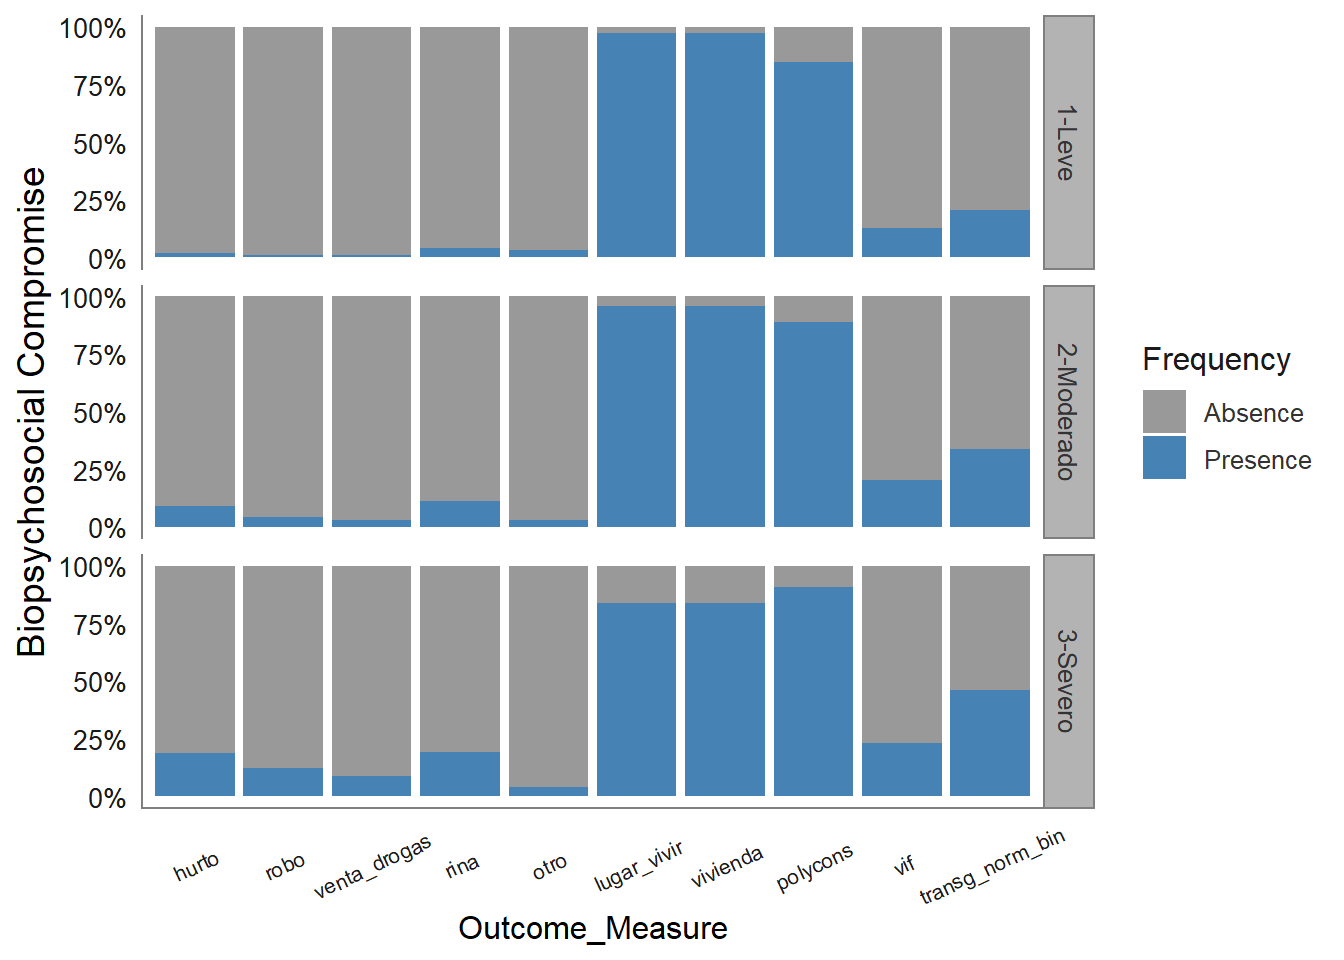 Biopsychosocial Compromise
100%
75%
50%
25%
0%
1-Leve
100%
75%
50%
25%
0%
2-Moderado
100%
75%
50%
25%
0%
3-Severo
hurto
robo
venta_drogas
rina
otro
lugar_vivir
vivienda
polycons
vif
transg_norm_bin
Outcome_Measure
Frequency
Absence
Presence